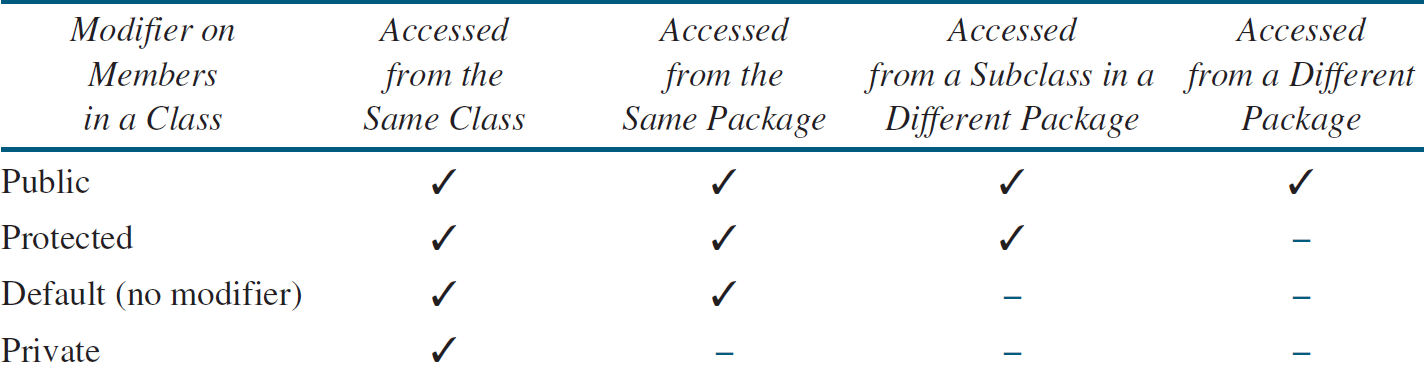 Modifier on Members in a Class	Accessed from the Same Class	Accessed from the Same Package	Accessed from a Subclass in a Different Package	Accessed from a Different Package
Public	✓	✓	✓	✓
Protected	✓	✓	✓	–
Default (no modifier)	✓	✓	–	–
Private	✓	–	–	–